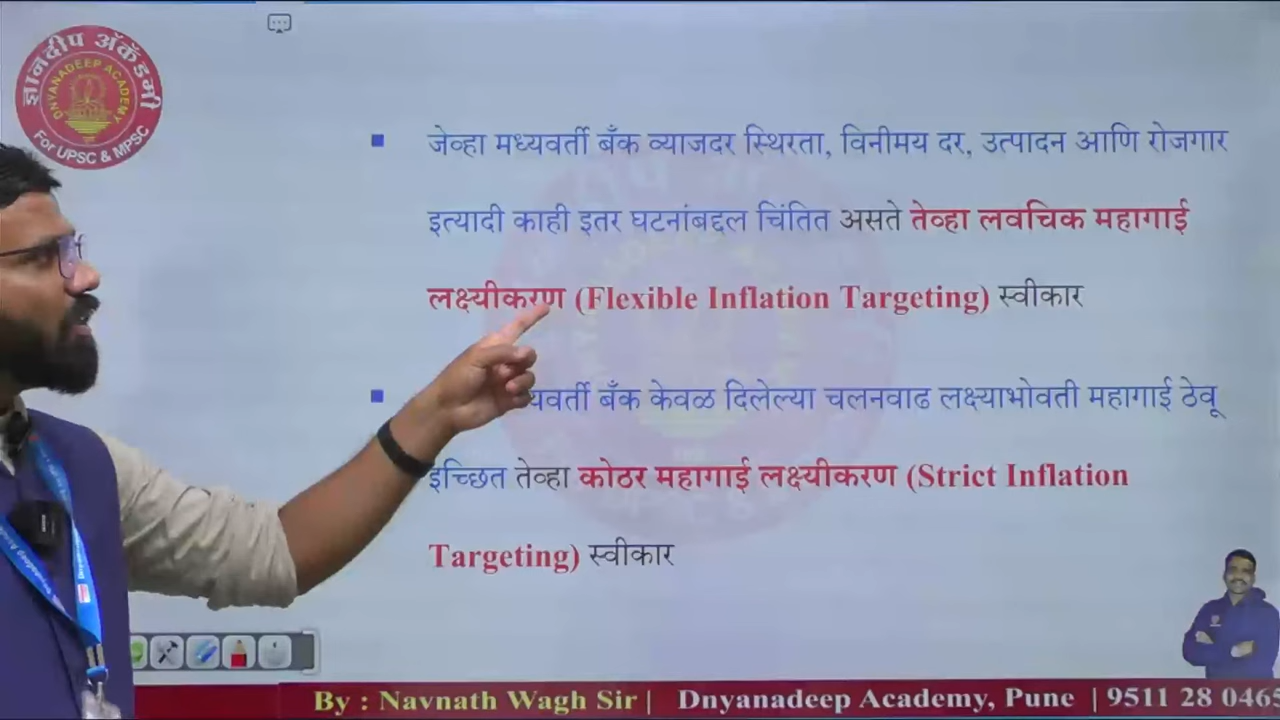 ज्ञानदीप अॅकॅडमी
DNYANADEEP ACADEMY
For UPSC & MPSC
जेव्हा मध्यवर्ती बँक व्याजदर स्थिरता, विनीमय दर, उत्पादन आणि रोजगार
इत्यादी काही इतर घटनांबद्दल चिंतित असते तेव्हा लवचिक महागाई
लक्ष्यीकरण (Flexible Inflation Targeting) स्वीकार
बँक केवळ दिलेल्या चलनवाढ लक्ष्याभोवती महागाई ठेवू
इच्छित तेव्हा कोठर महागाई लक्ष्यीकरण (Strict Inflation
Targeting) स्वीकार
By : Navnath Wagh Sir | Dnyanadeep Academy, Pune | 9511 28 0465